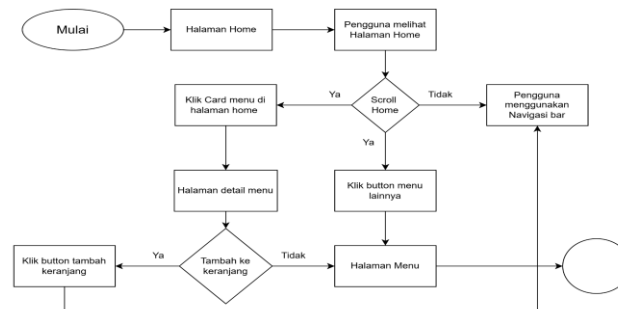 Mulai
Halaman Home
Pengguna melihat
Halaman Home
Ya
Scroll
Home
Tidak
Klik Card menu di
halaman home
Pengguna
menggunakan
Navigasi bar
Ya
Halaman detail menu
Klik button menu
lainnya
Klik button tambah
keranjang
Ya
Tambah ke
keranjang
Tidak
Halaman Menu